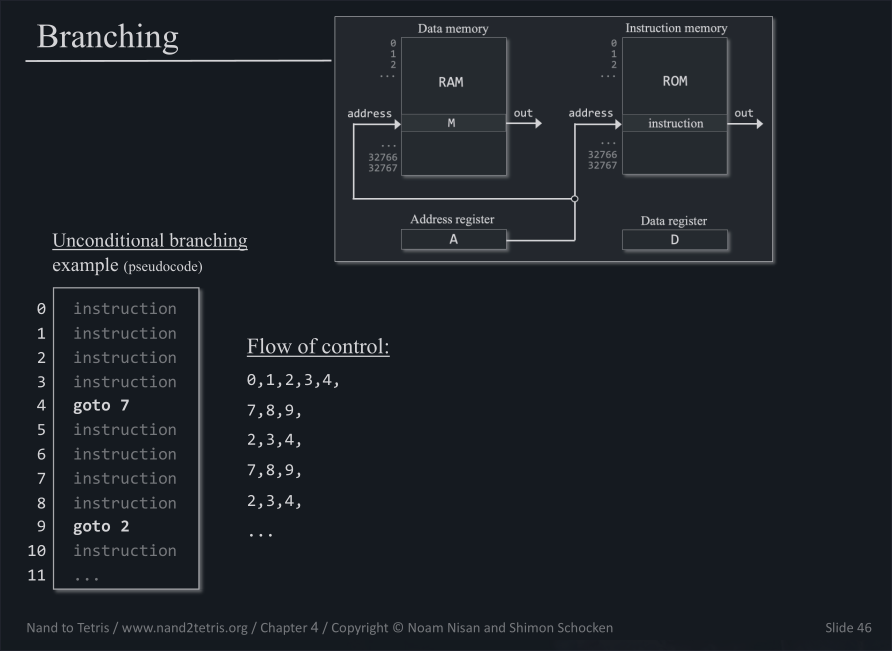 Branching
Data memory
0
1
2
...
RAM
address
M
out
...
32766
32767
Instruction memory
0
1
2
...
ROM
address
instruction
out
...
32766
32767
Address register
A
Data register
D
Unconditional branching
example (pseudocode)
0 instruction
1 instruction
2 instruction
3 instruction
4 goto 7
5 instruction
6 instruction
7 instruction
8 instruction
9 goto 2
10 instruction
11 ...
Flow of control:
0,1,2,3,4,
7,8,9,
2,3,4,
7,8,9,
2,3,4,
...
Nand to Tetris / www.nand2tetris.org / Chapter 4 / Copyright © Noam Nisan and Shimon Schocken
Slide 46